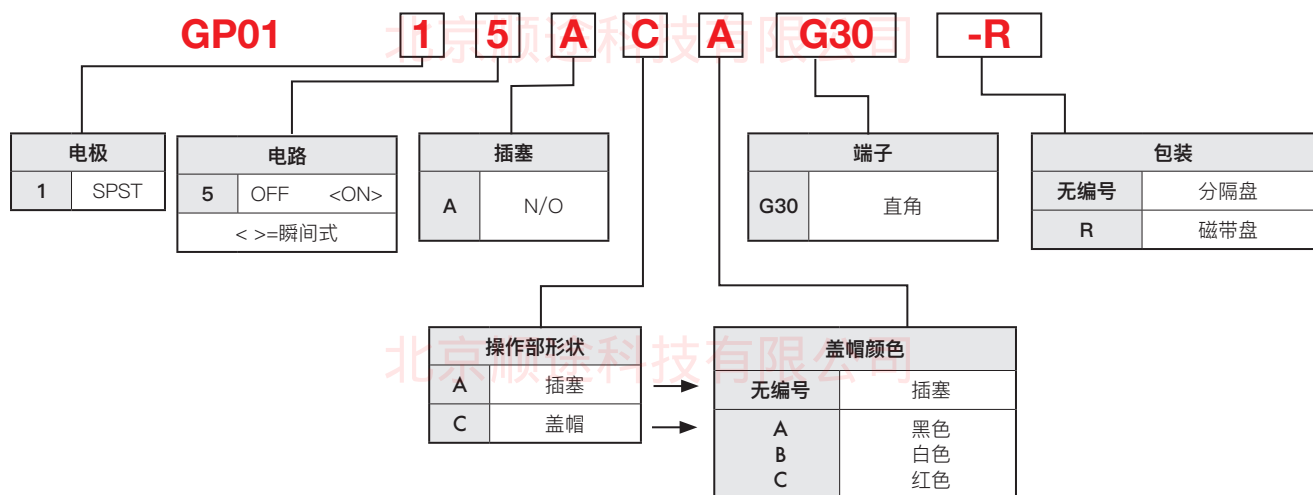 GP01 1 5 A C A G30 -R
北京顺途科技有限公司
电极
1 SPST
电路
5 OFF <ON>
< >=瞬间式
插塞
A N/O
端子
G30 直角
包装
无编号 分隔盘
R 磁带盘
北京顺途科技有限公司
操作部形状
A 插塞
C 盖帽
盖帽颜色
无编号 插塞
A 黑色
B 白色
C 红色